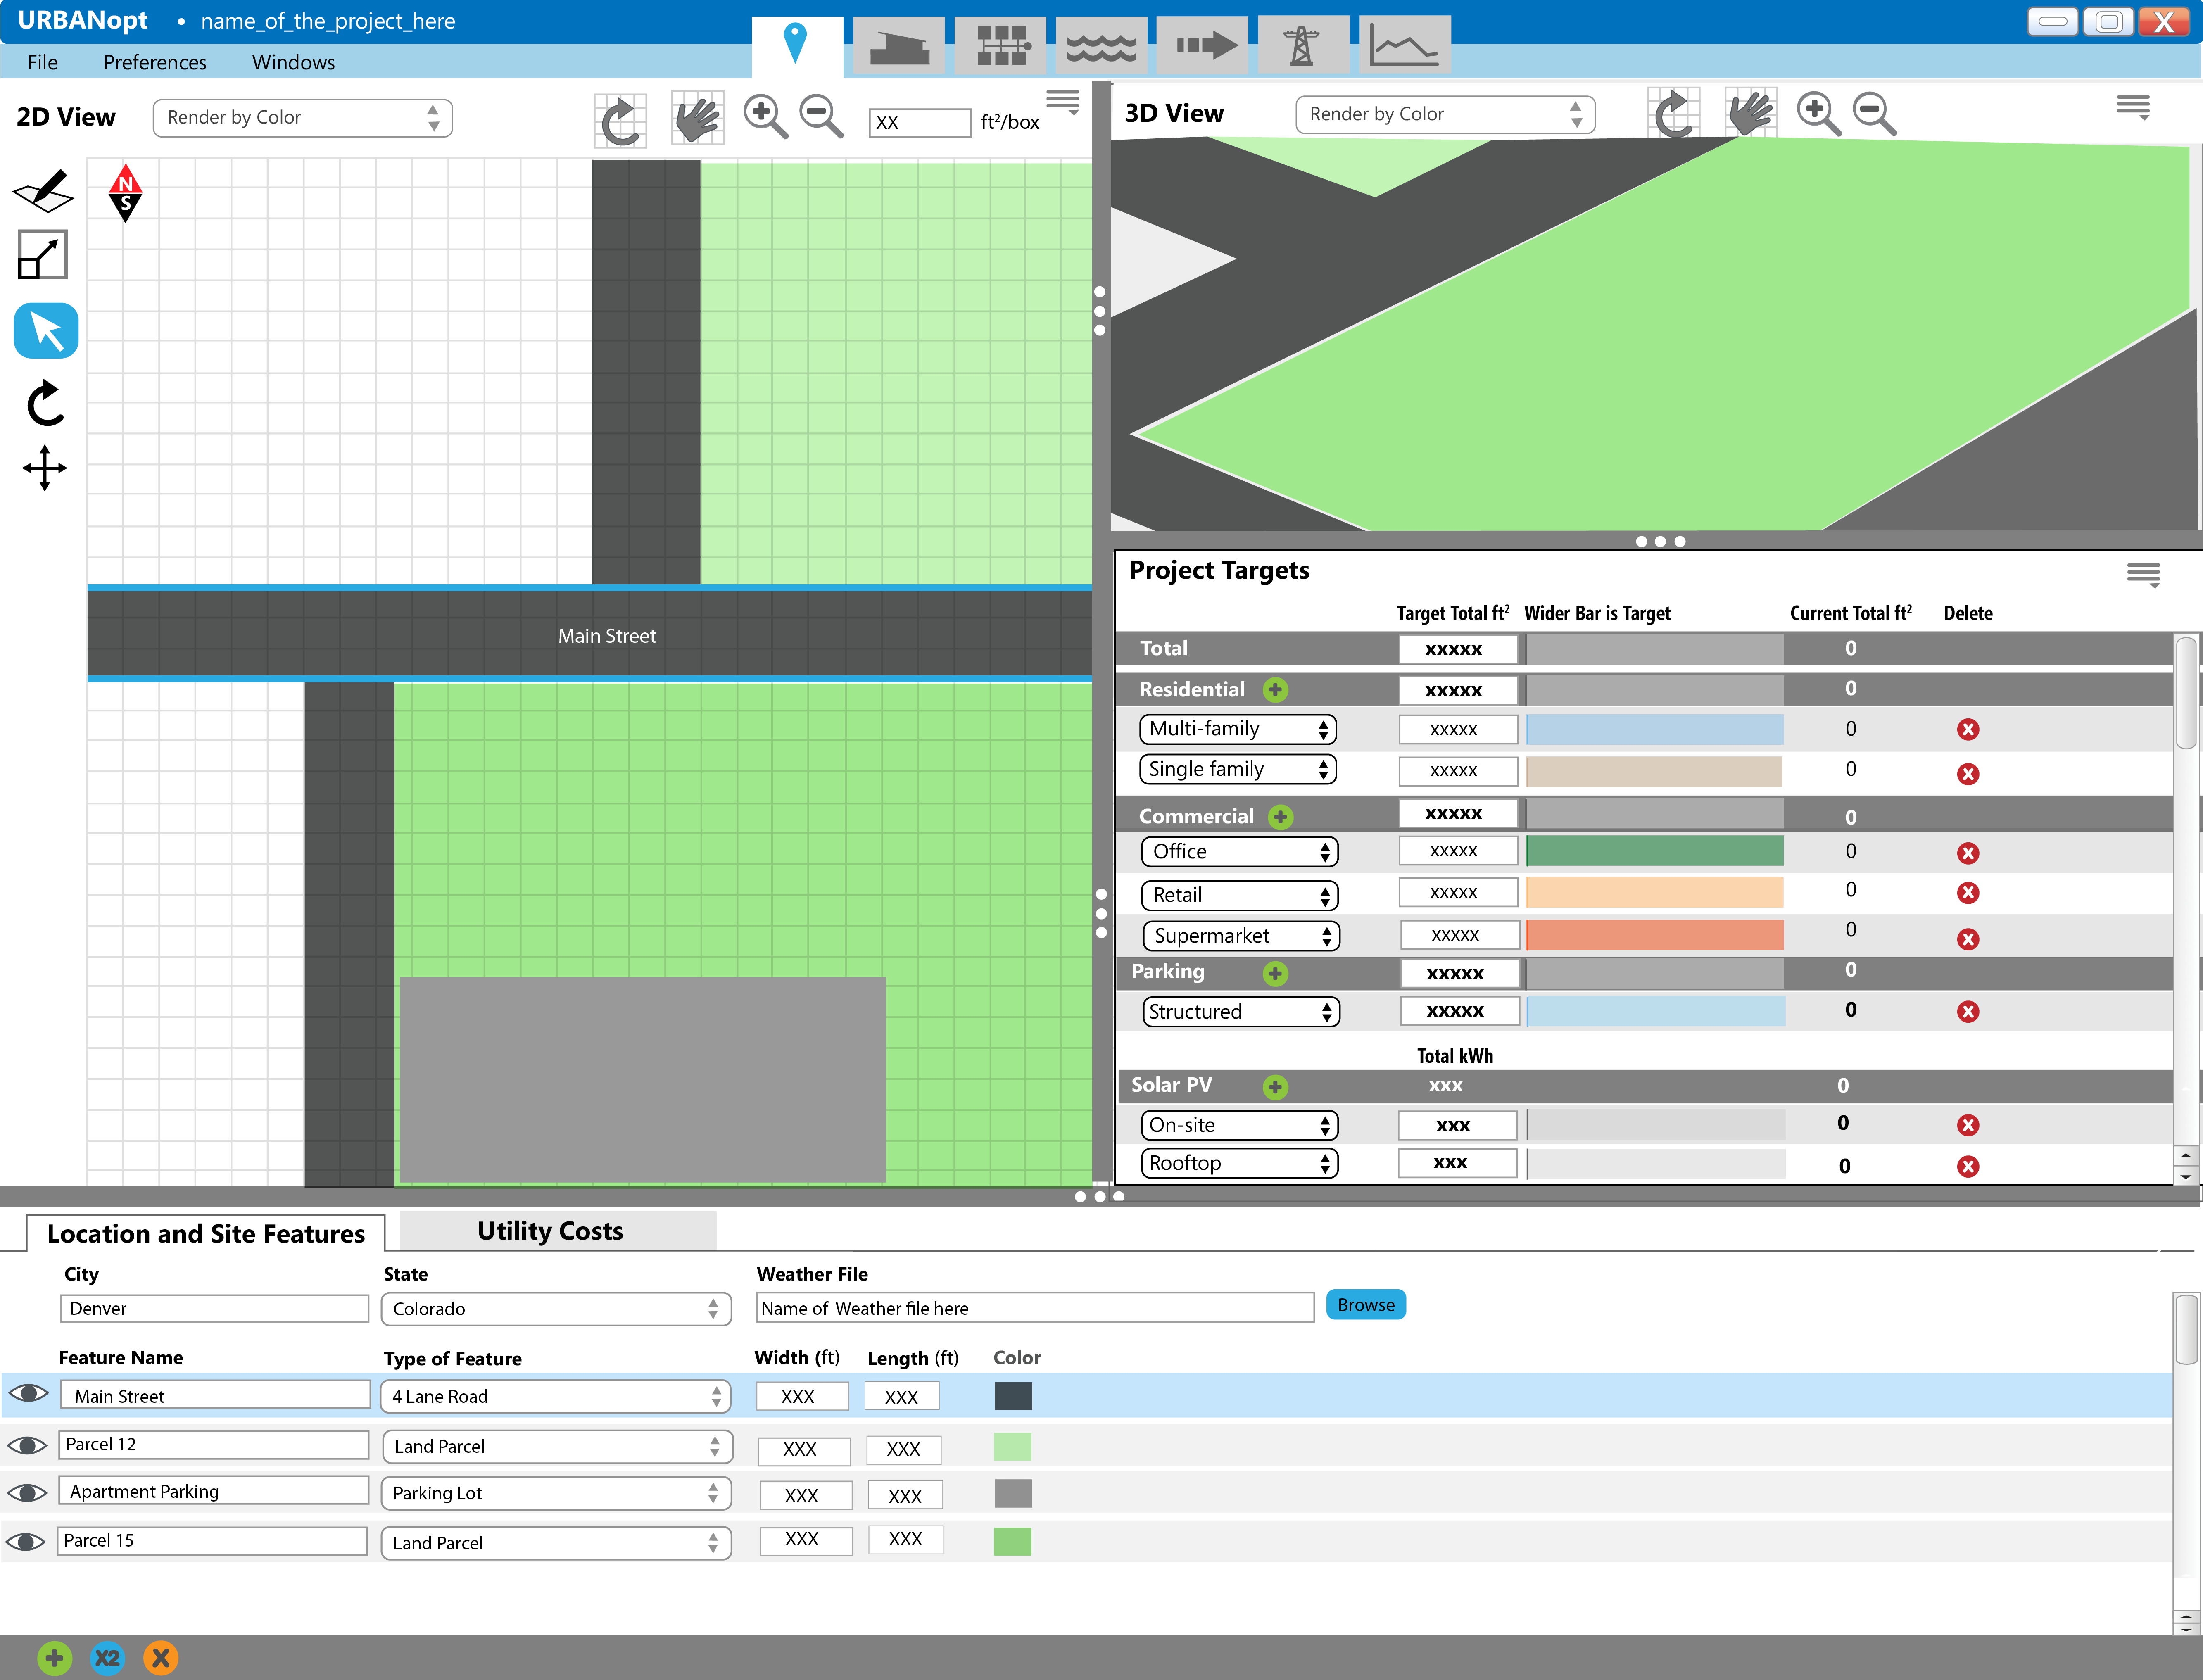 URBANopt • name_of_the_project_here
File Preferences Windows
2D View Render by Color XX ft²/box
N
S
Main Street
3D View Render by Color
Project Targets
Target Total ft² Wider Bar is Target Current Total ft² Delete
Total xxxxx 0
Residential xxxxx 0
Multi-family xxxxx 0
Single family xxxxx 0
Commercial xxxxx 0
Office xxxxx 0
Retail xxxxx 0
Supermarket xxxxx 0
Parking xxxxx 0
Structured xxxxx 0
Total kWh
Solar PV xxx 0
On-site xxx 0
Rooftop xxx 0
Location and Site Features Utility Costs
City State Weather File
Denver Colorado Name of Weather file here Browse
Feature Name Type of Feature Width (ft) Length (ft) Color
Main Street 4 Lane Road XXX XXX
Parcel 12 Land Parcel XXX XXX
Apartment Parking Parking Lot XXX XXX
Parcel 15 Land Parcel XXX XXX
X2 X